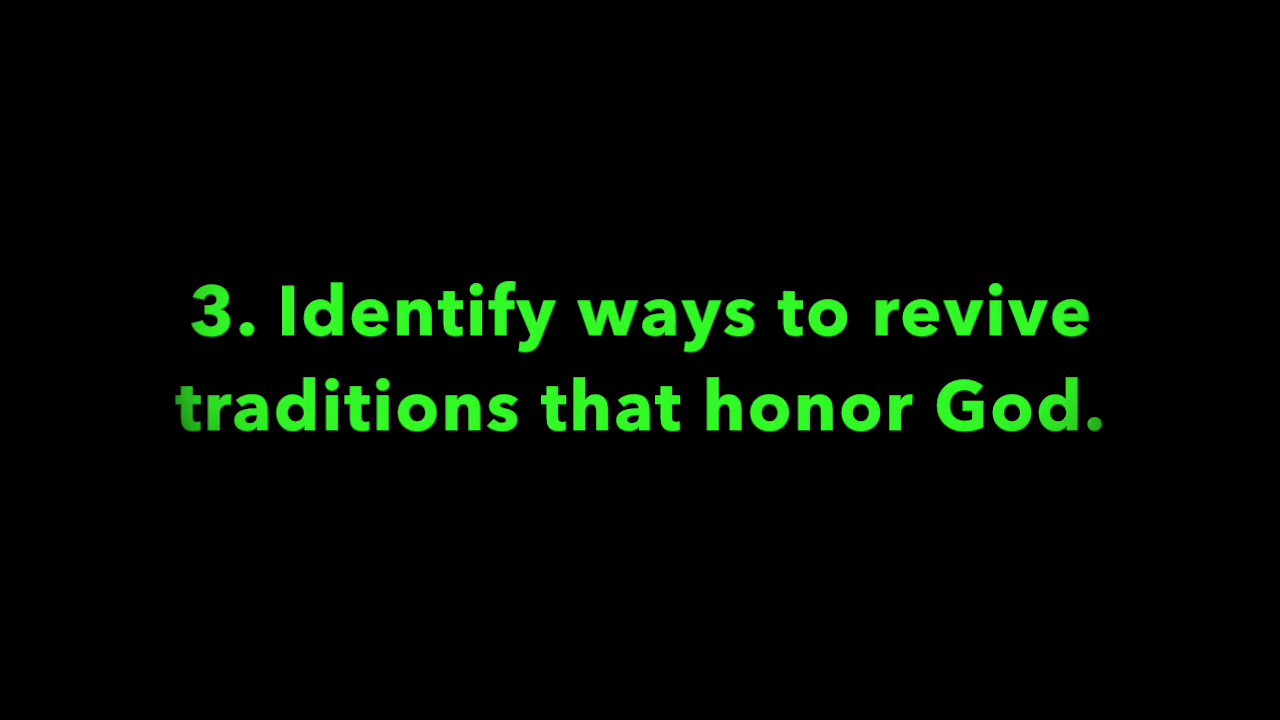 3. Identify ways to revive
traditions that honor God.